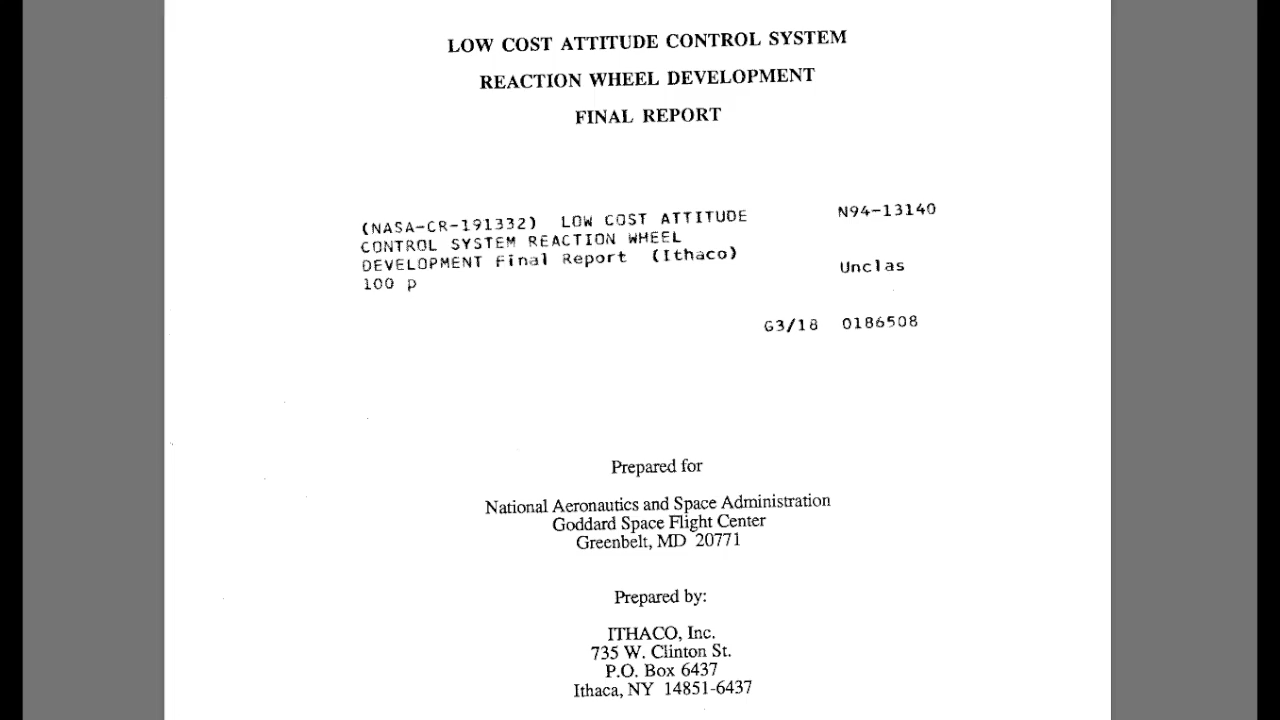 LOW COST ATTITUDE CONTROL SYSTEM
REACTION WHEEL DEVELOPMENT
FINAL REPORT
(NASA-CR-191332) LOW COST ATTITUDE
CONTROL SYSTEM REACTION WHEEL
DEVELOPMENT Final Report (Ithaco)
100 p
N94-13140
Unclas
G3/18 0186508
Prepared for
National Aeronautics and Space Administration
Goddard Space Flight Center
Greenbelt, MD 20771
Prepared by:
ITHACO, Inc.
735 W. Clinton St.
P.O. Box 6437
Ithaca, NY 14851-6437